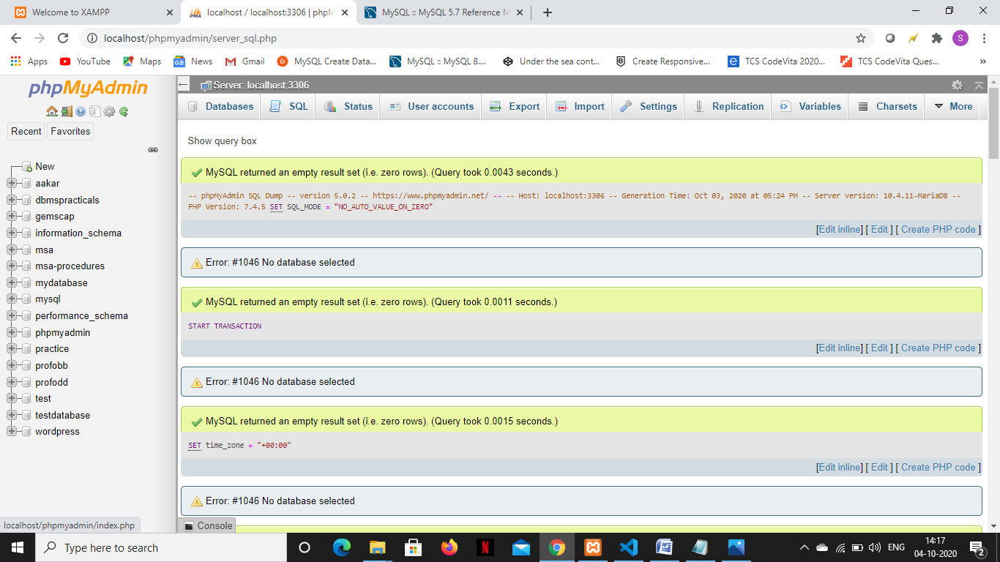 Welcome to XAMPP
localhost / localhost:3306 | phpM
MySQL :: MySQL 5.7 Reference M
localhost/phpmyadmin/server_sql.php
S
Apps
YouTube
Maps
News
Gmail
MySQL Create Data...
MySQL :: MySQL 8....
Under the sea cont...
Create Responsive...
TCS CodeVita 2020...
TCS CodeVita Ques...
»
phpMyAdmin
Recent
Favorites
New
aakar
dbmspracticals
gemscap
information_schema
msa
msa-procedures
mydatabase
mysql
performance_schema
phpmyadmin
practice
profobb
profodd
test
testdatabase
wordpress
localhost/phpmyadmin/index.php
Server: localhost:3306
Databases
SQL
Status
User accounts
Export
Import
Settings
Replication
Variables
Charsets
More
Show query box
MySQL returned an empty result set (i.e. zero rows). (Query took 0.0043 seconds.)
-- phpMyAdmin SQL Dump -- version 5.0.2 -- https://www.phpmyadmin.net/ -- -- Host: localhost:3306 -- Generation Time: Oct 03, 2020 at 05:24 PM -- Server version: 10.4.11-MariaDB --
PHP Version: 7.4.5 SET SQL_MODE = "NO_AUTO_VALUE_ON_ZERO"
[Edit inline] [ Edit ] [ Create PHP code ]
Error: #1046 No database selected
MySQL returned an empty result set (i.e. zero rows). (Query took 0.0011 seconds.)
START TRANSACTION
[Edit inline] [ Edit ] [ Create PHP code ]
Error: #1046 No database selected
MySQL returned an empty result set (i.e. zero rows). (Query took 0.0015 seconds.)
SET time_zone = "+00:00"
[Edit inline] [ Edit ] [ Create PHP code ]
Error: #1046 No database selected
Console
Type here to search
ENG
14:17
04-10-2020
2